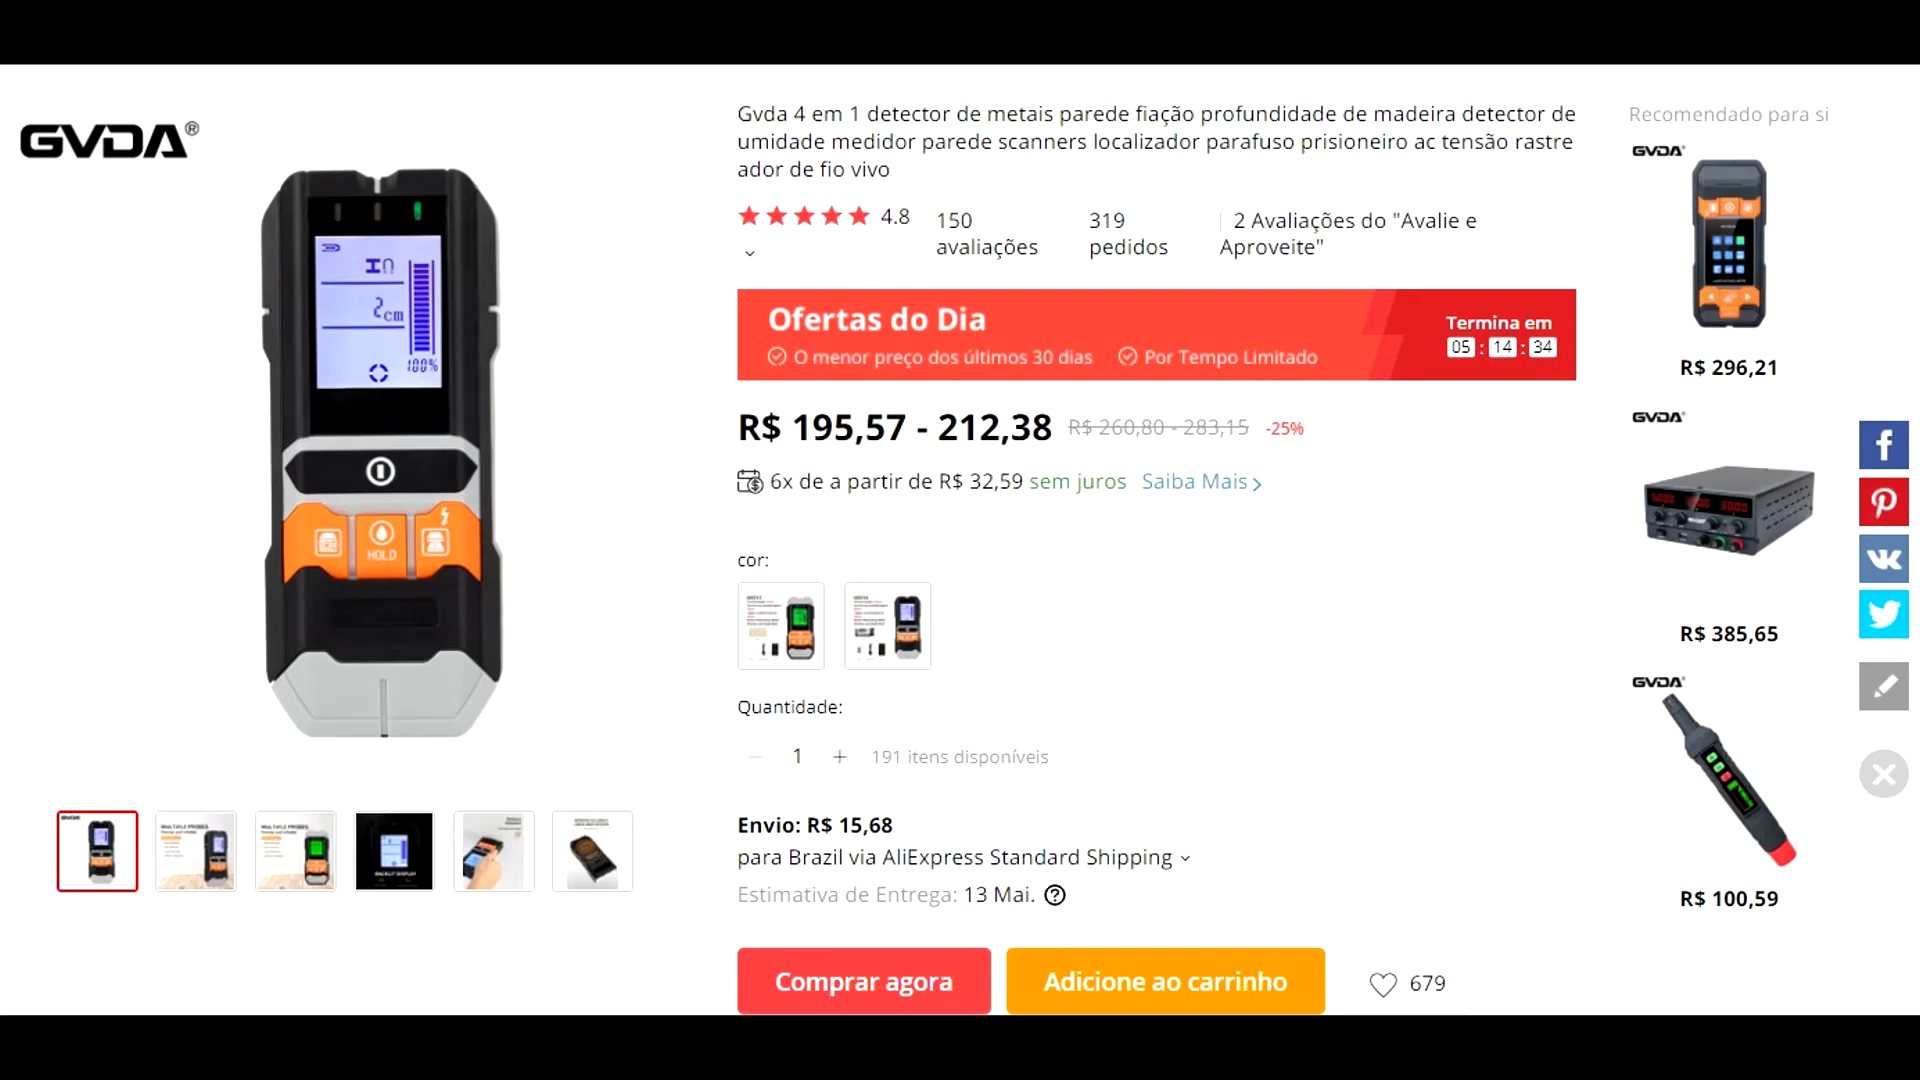 GVDA®
2cm
100%
HOLD
Gvda 4 em 1 detector de metais parede fiação profundidade de madeira detector de
umidade medidor parede scanners localizador parafuso prisioneiro ac tensão rastre
ador de fio vivo
4.8
150
avaliações
319
pedidos
2 Avaliações do "Avalie e
Aproveite"
Ofertas do Dia
O menor preço dos últimos 30 dias
Por Tempo Limitado
Termina em
05 : 14 : 34
R$ 195,57 - 212,38
R$ 260,80 - 283,15
-25%
6x de a partir de R$ 32,59 sem juros Saiba Mais
cor:
Quantidade:
1 + 191 itens disponíveis
Envio: R$ 15,68
para Brazil via AliExpress Standard Shipping
Estimativa de Entrega: 13 Mai.
Comprar agora
Adicione ao carrinho
679
Recomendado para si
GVDA
R$ 296,21
GVDA
R$ 385,65
GVDA
R$ 100,59